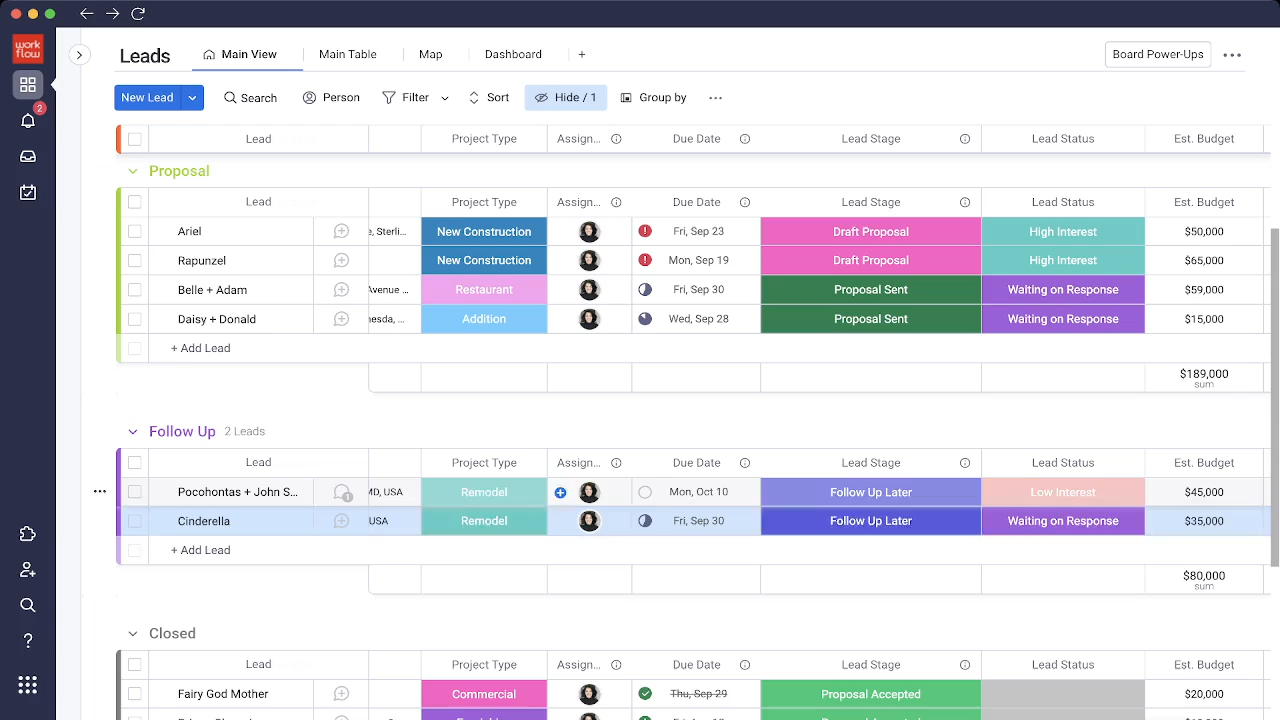 work
flow
Leads
Main View
Main Table
Map
Dashboard
+
Board Power-Ups
New Lead
Search
Person
Filter
Sort
Hide / 1
Group by
2
Lead Project Type Assign... Due Date Lead Stage Lead Status Est. Budget
Proposal
Lead Project Type Assign... Due Date Lead Stage Lead Status Est. Budget
Ariel e, Sterli... New Construction Fri, Sep 23 Draft Proposal High Interest $50,000
Rapunzel New Construction Mon, Sep 19 Draft Proposal High Interest $65,000
Belle + Adam Avenue ... Restaurant Fri, Sep 30 Proposal Sent Waiting on Response $59,000
Daisy + Donald nesda, ... Addition Wed, Sep 28 Proposal Sent Waiting on Response $15,000
+ Add Lead
$189,000
sum
Follow Up 2 Leads
Lead Project Type Assign... Due Date Lead Stage Lead Status Est. Budget
Pocohontas + John S... 1 MD, USA Remodel Mon, Oct 10 Follow Up Later Low Interest $45,000
Cinderella USA Remodel Fri, Sep 30 Follow Up Later Waiting on Response $35,000
+ Add Lead
$80,000
sum
Closed
Lead Project Type Assign... Due Date Lead Stage Lead Status Est. Budget
Fairy God Mother Commercial Thu, Sep 29 Proposal Accepted $20,000